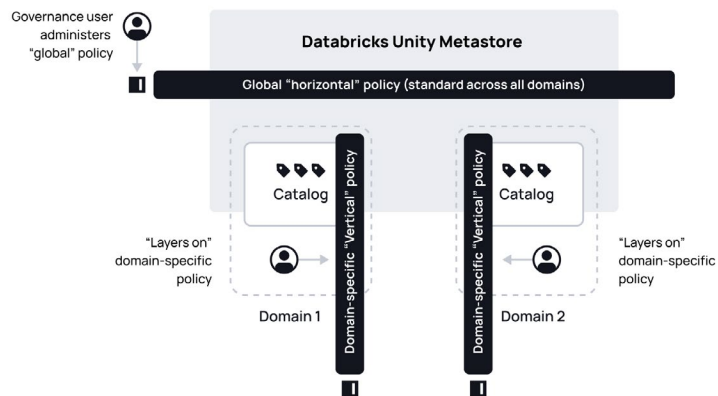 Governance user
administers
“global” policy
Databricks Unity Metastore
Global “horizontal” policy (standard across all domains)
Catalog
Domain-specific “Vertical” policy
“Layers on”
domain-specific
policy
Domain 1
Domain-specific “Vertical” policy
Catalog
“Layers on”
domain-specific
policy
Domain 2